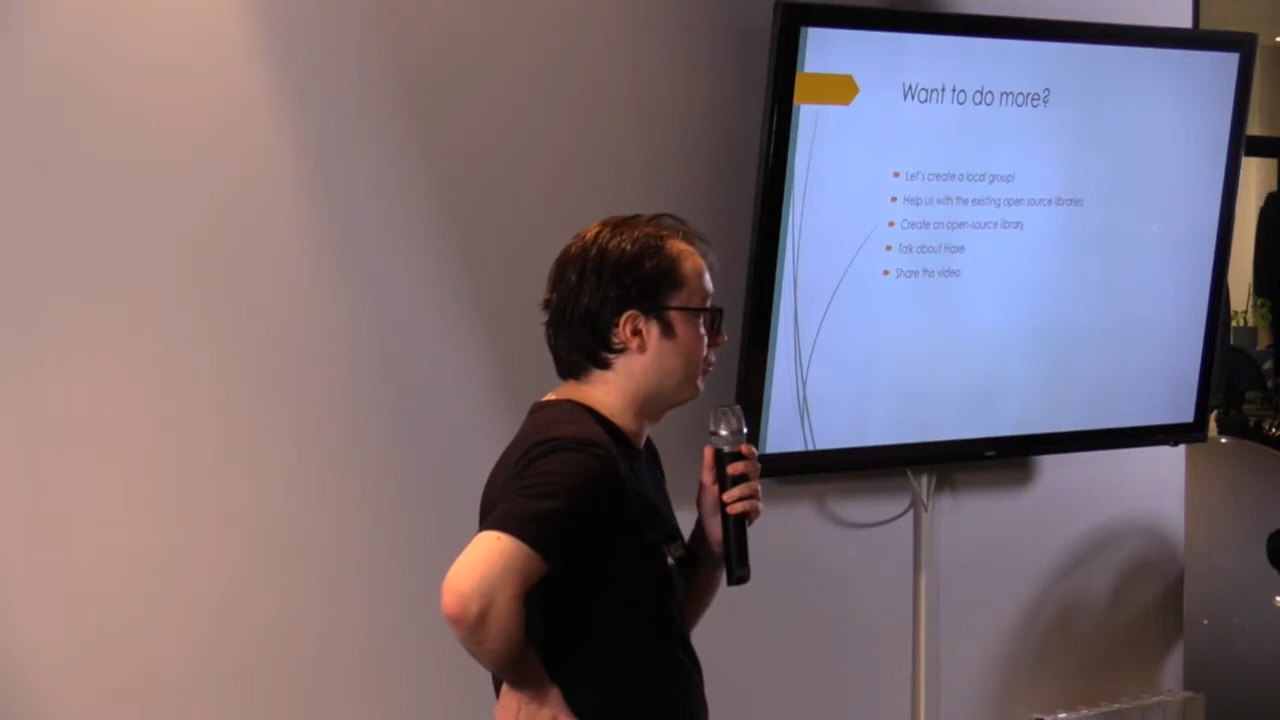 Want to do more?
Let's create a local group!
Help us with the existing open source libraries
Create an open-source library
Talk about Haxe
Share this video